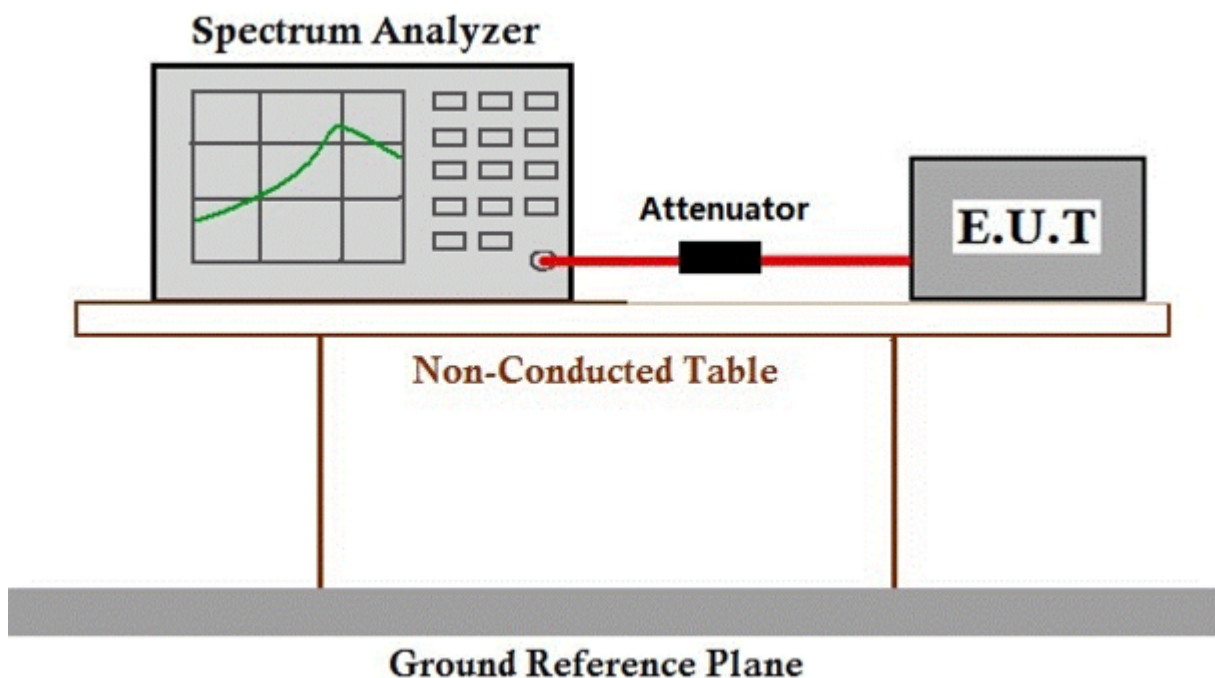 Spectrum Analyzer
Attenuator
E.U.T
Non-Conducted Table
Ground Reference Plane